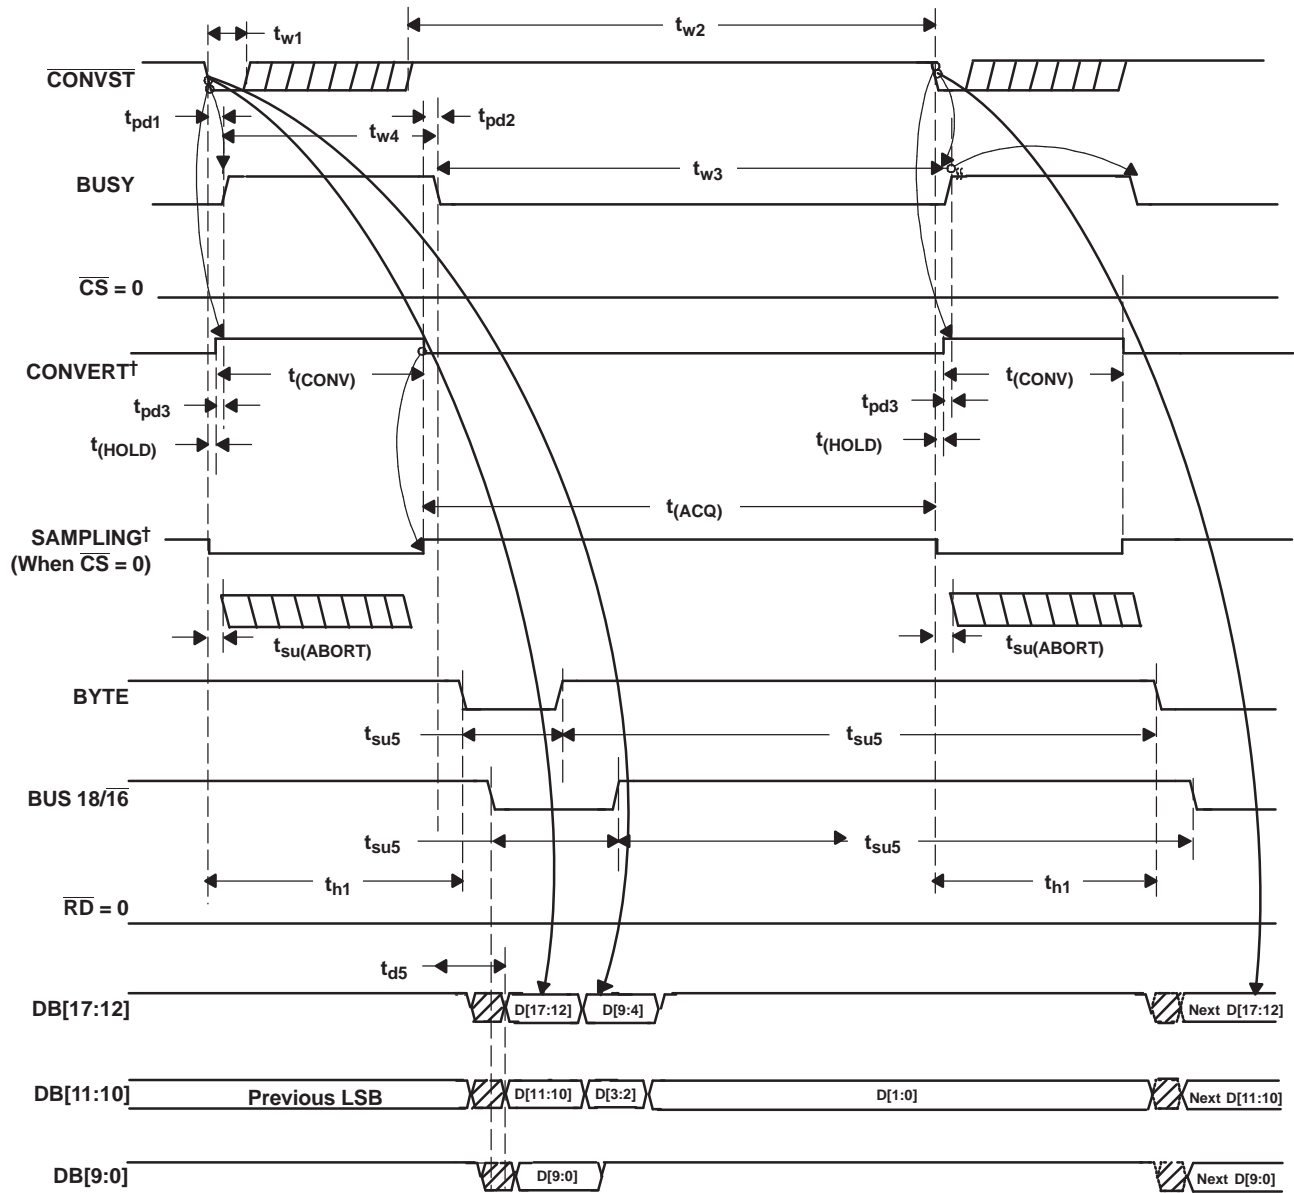 tw1
tw2
CONVST
tpd1
tw4
tpd2
tw3
BUSY
CS = 0
CONVERT†
t(CONV)
t(CONV)
tpd3
tpd3
t(HOLD)
t(HOLD)
t(ACQ)
SAMPLING†
(When CS = 0)
tsu(ABORT)
tsu(ABORT)
BYTE
tsu5
tsu5
BUS 18/16
tsu5
tsu5
th1
th1
RD = 0
td5
DB[17:12]
D[17:12]
D[9:4]
Next D[17:12]
DB[11:10]
Previous LSB
D[11:10]
D[3:2]
D[1:0]
Next D[11:10]
DB[9:0]
D[9:0]
Next D[9:0]